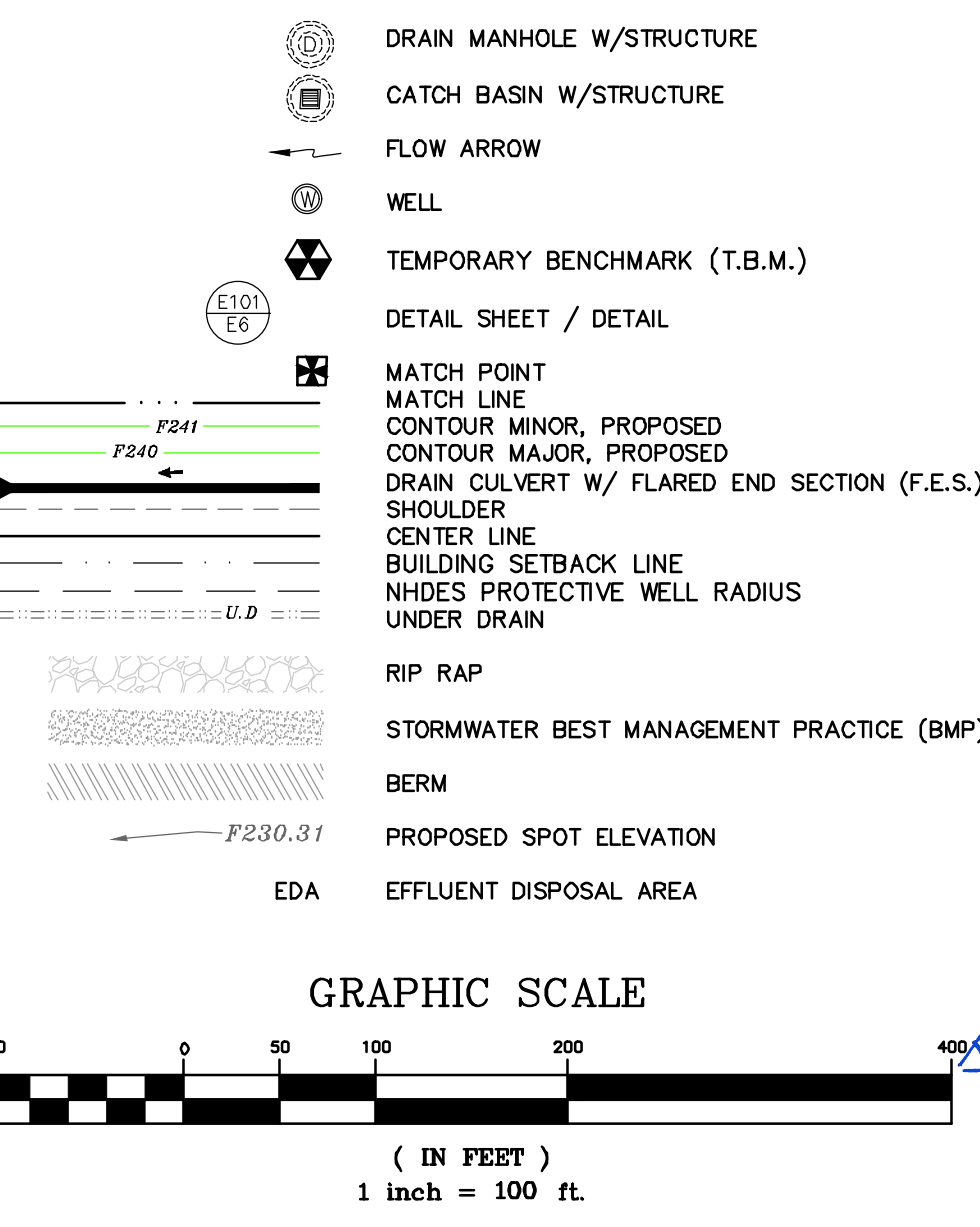 D DRAIN MANHOLE W/STRUCTURE
CATCH BASIN W/STRUCTURE
FLOW ARROW
W WELL
TEMPORARY BENCHMARK (T.B.M.)
E101
E6
DETAIL SHEET / DETAIL
MATCH POINT
MATCH LINE
F241 CONTOUR MINOR, PROPOSED
F240 CONTOUR MAJOR, PROPOSED
DRAIN CULVERT W/ FLARED END SECTION (F.E.S.)
SHOULDER
CENTER LINE
BUILDING SETBACK LINE
NHDES PROTECTIVE WELL RADIUS
U.D UNDER DRAIN
RIP RAP
STORMWATER BEST MANAGEMENT PRACTICE (BMP)
BERM
F230.31 PROPOSED SPOT ELEVATION
EDA EFFLUENT DISPOSAL AREA
GRAPHIC SCALE
0 0 50 100 200 400
( IN FEET )
1 inch = 100 ft.